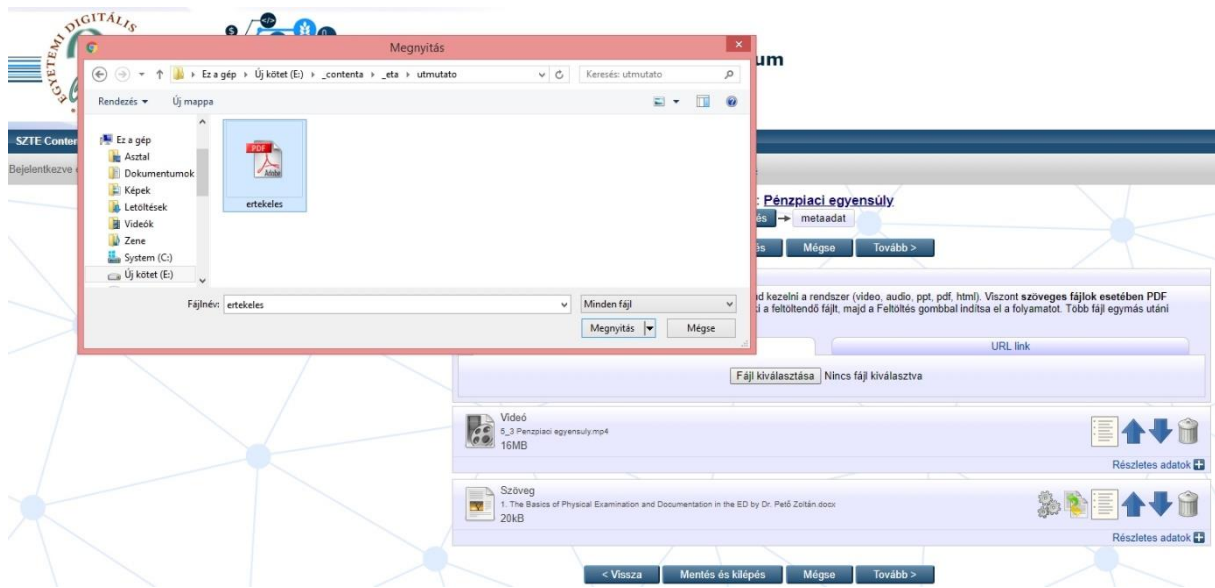 EGYETEMI DIGITÁLIS
um
Megnyitás
Ez a gép Új kötet (E:) _contenta _eta utmutato
Keresés: utmutato
Rendezés Új mappa
Ez a gép
Asztal
Dokumentumok
Képek
Letöltések
Videók
Zene
System (C:)
Új kötet (E:)
PDF
Adobe
ertekeles
Fájlnév: ertekeles
Minden fájl
Megnyitás Mégse
SZTE Conten
Bejelentkezve
: Pénzpiaci egyensúly
és metaadat
és Mégse Tovább >
d kezelni a rendszer (video, audio, ppt, pdf, html). Viszont szöveges fájlok esetében PDF
i a feltöltendő fájlt, majd a Feltöltés gombbal indítsa el a folyamatot. Több fájl egymás utáni
URL link
Fájl kiválasztása Nincs fájl kiválasztva
Videó
5_3 Penzpiaci egyensuly.mp4
16MB
Részletes adatok
Szöveg
1. The Basics of Physical Examination and Documentation in the ED by Dr. Pető Zoltán.docx
20kB
Részletes adatok
< Vissza Mentés és kilépés Mégse Tovább >